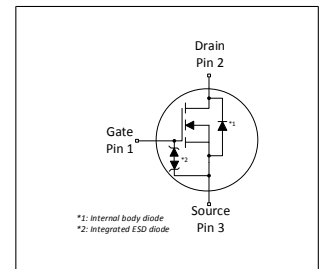 Drain
Pin 2
*1
Gate
Pin 1
*2
Source
Pin 3
*1: Internal body diode
*2: Integrated ESD diode